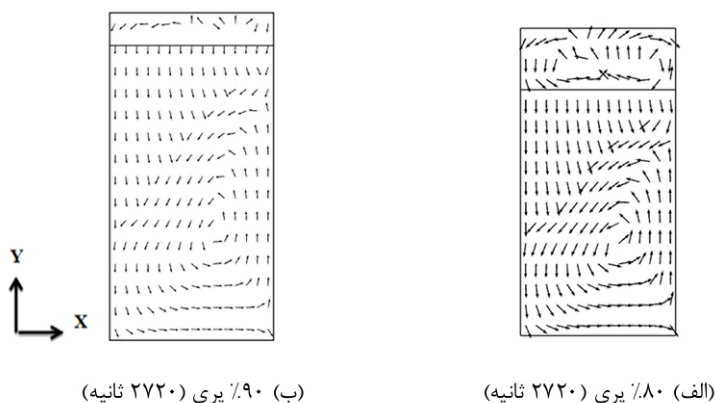 Y
X
(الف) ۸۰٪ پری (۲۷۲۰ ثانیه)
(ب) ۹۰٪ پری (۲۷۲۰ ثانیه)